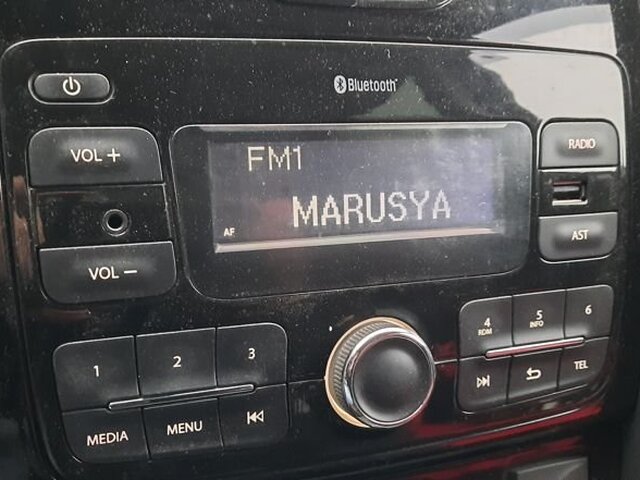 Bluetooth
VOL +
RADIO
FM1
MARUSYA
AF
AST
VOL −
1
2
3
4
RDM
5
INFO
6
MEDIA
MENU
TEL